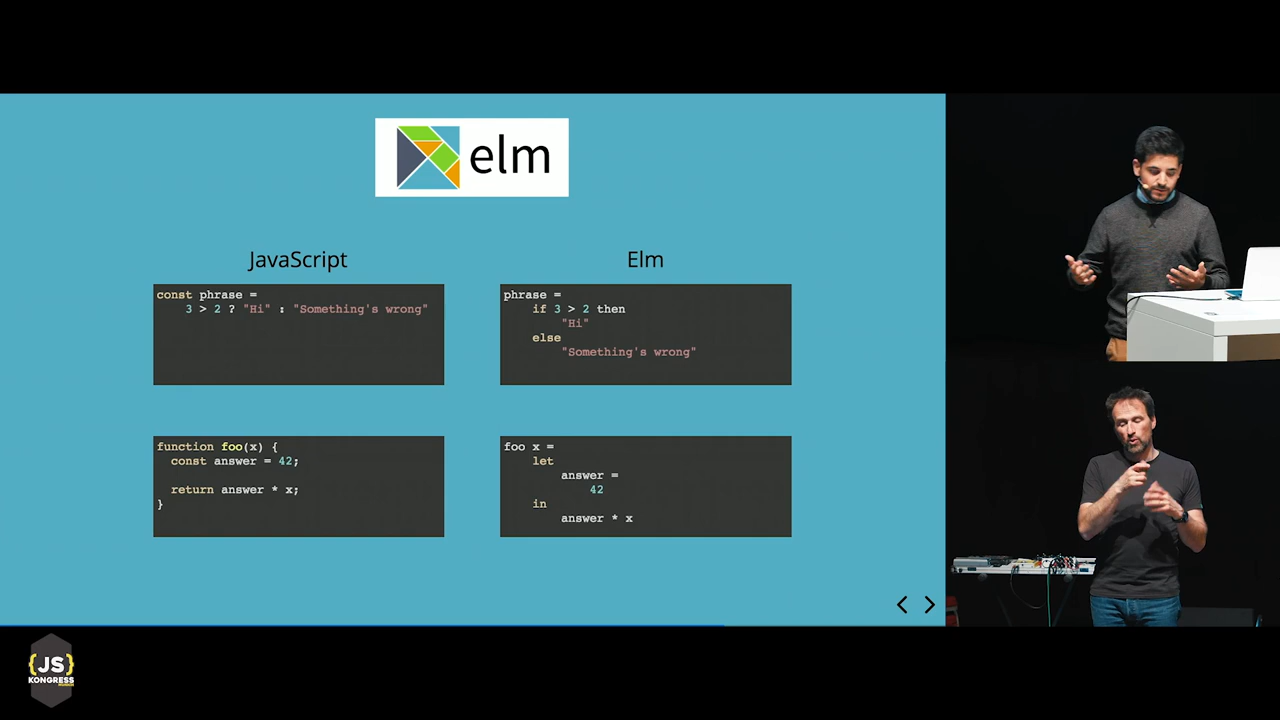 elm
JavaScript
Elm
const phrase =
3 > 2 ? "Hi" : "Something's wrong"
phrase =
if 3 > 2 then
"Hi"
else
"Something's wrong"
function foo(x) {
const answer = 42;
return answer * x;
}
foo x =
let
answer =
42
in
answer * x
{JS}
KONGRESS